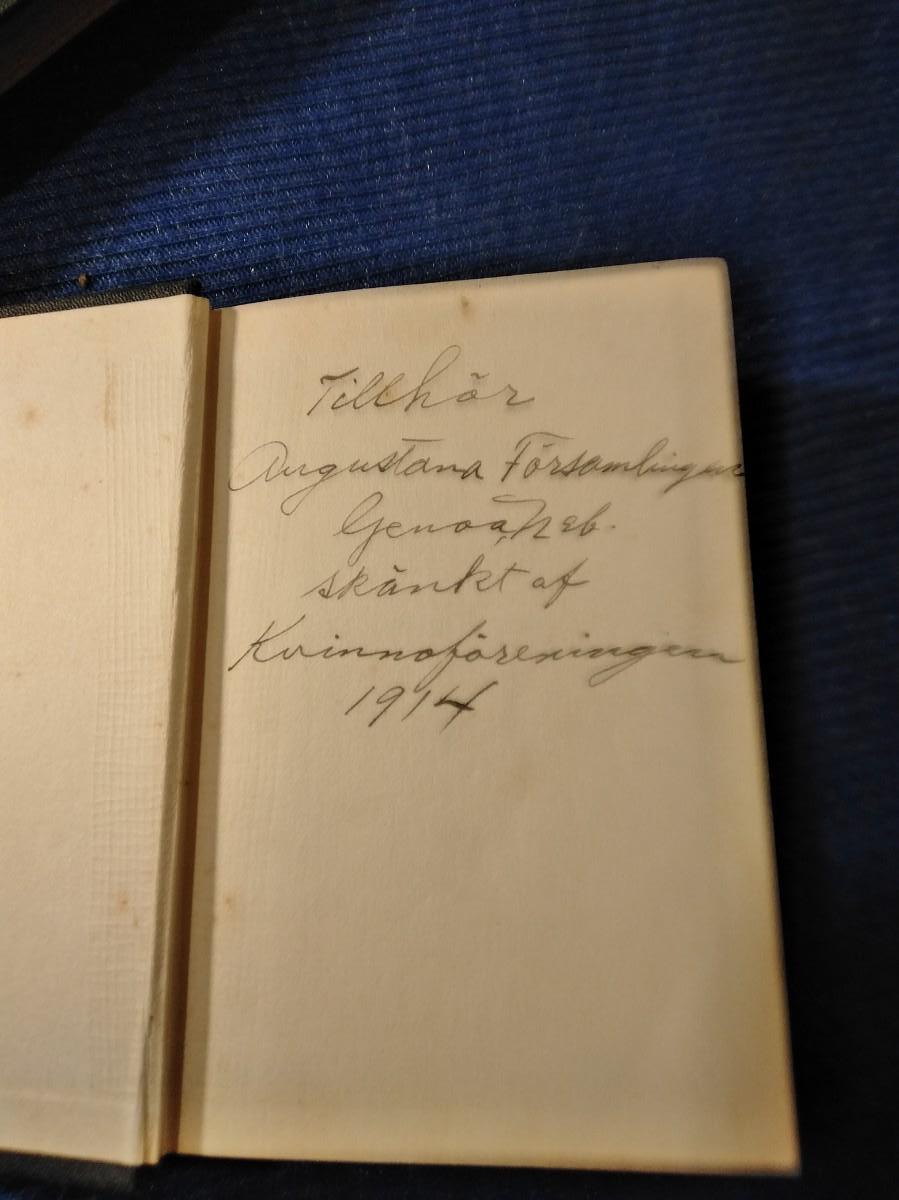 Tillhör
Augustana Församlingen
Genoa, Neb.
skänkt af
Kvinnoföreningen
1914